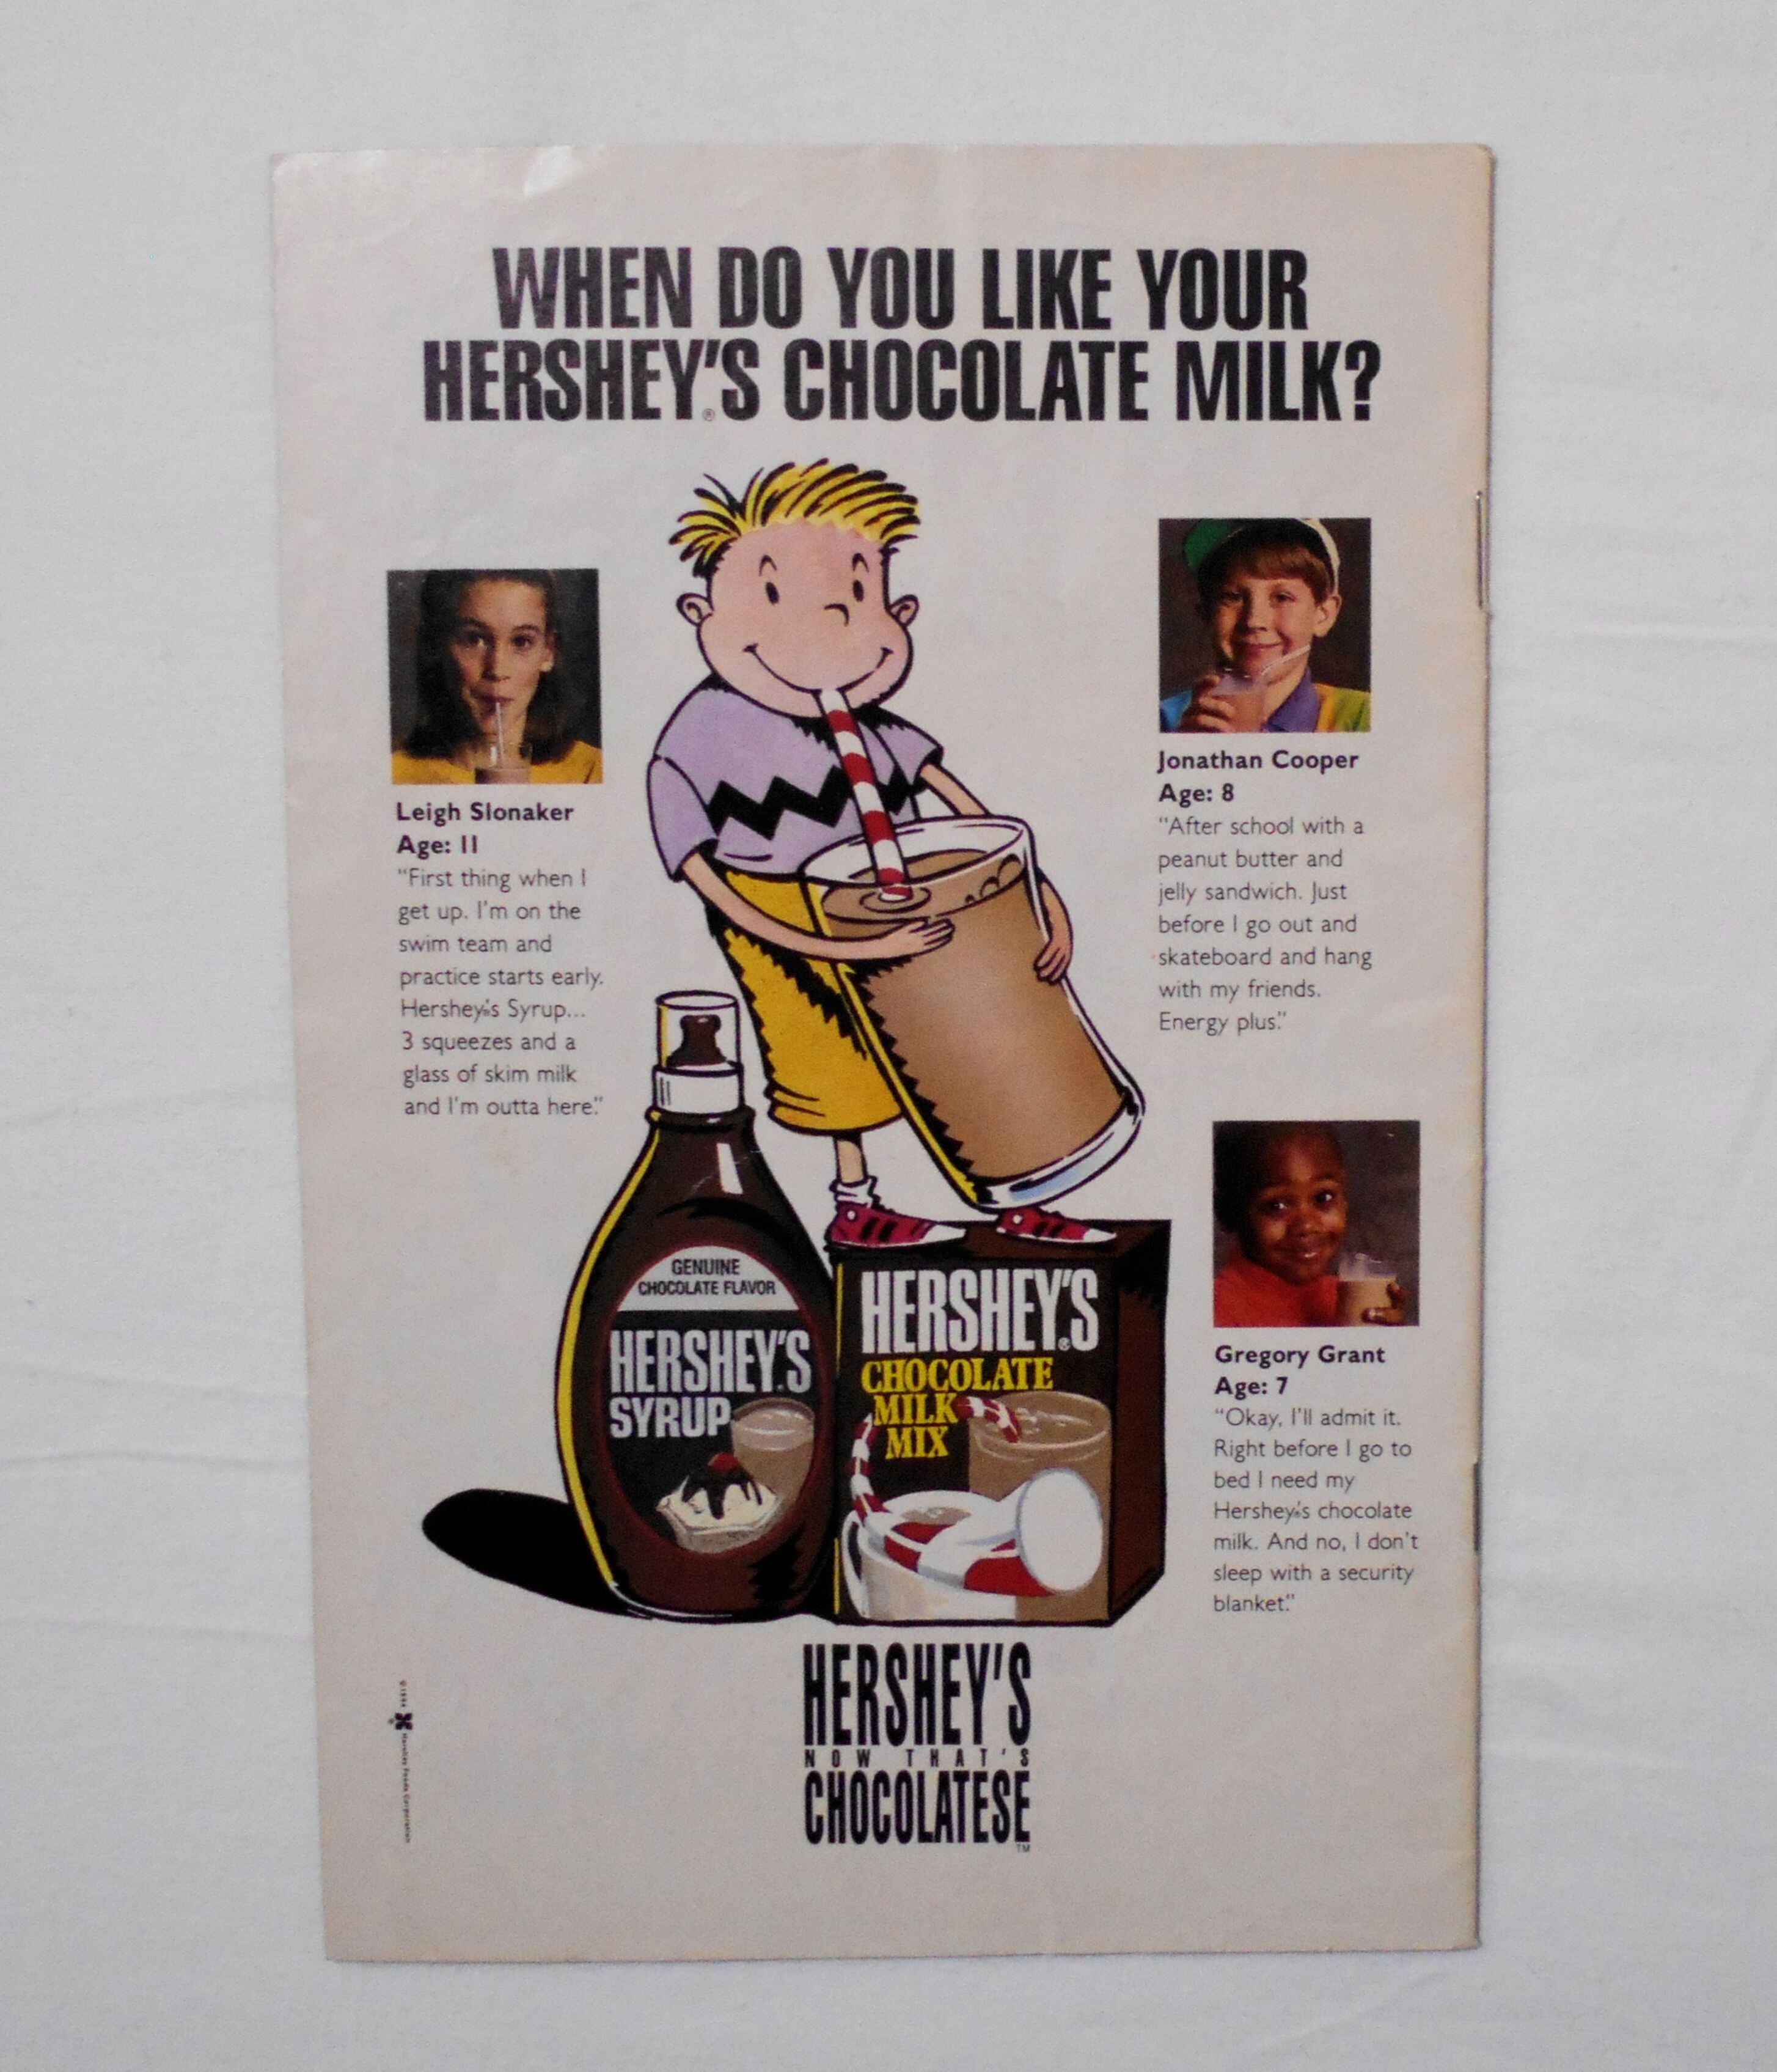 WHEN DO YOU LIKE YOUR
HERSHEY'S® CHOCOLATE MILK?
Leigh Slonaker
Age: 11
“First thing when I
get up. I'm on the
swim team and
practice starts early.
Hershey's Syrup...
3 squeezes and a
glass of skim milk
and I'm outta here.”
Jonathan Cooper
Age: 8
“After school with a
peanut butter and
jelly sandwich. Just
before I go out and
skateboard and hang
with my friends.
Energy plus.”
Gregory Grant
Age: 7
“Okay, I'll admit it.
Right before I go to
bed I need my
Hershey's chocolate
milk. And no, I don't
sleep with a security
blanket.”
GENUINE
CHOCOLATE FLAVOR
HERSHEY'S
SYRUP
HERSHEY'S®
CHOCOLATE
MILK
MIX
HERSHEY'S
NOW THAT'S
CHOCOLATESE
TM
Hershey Foods Corporation